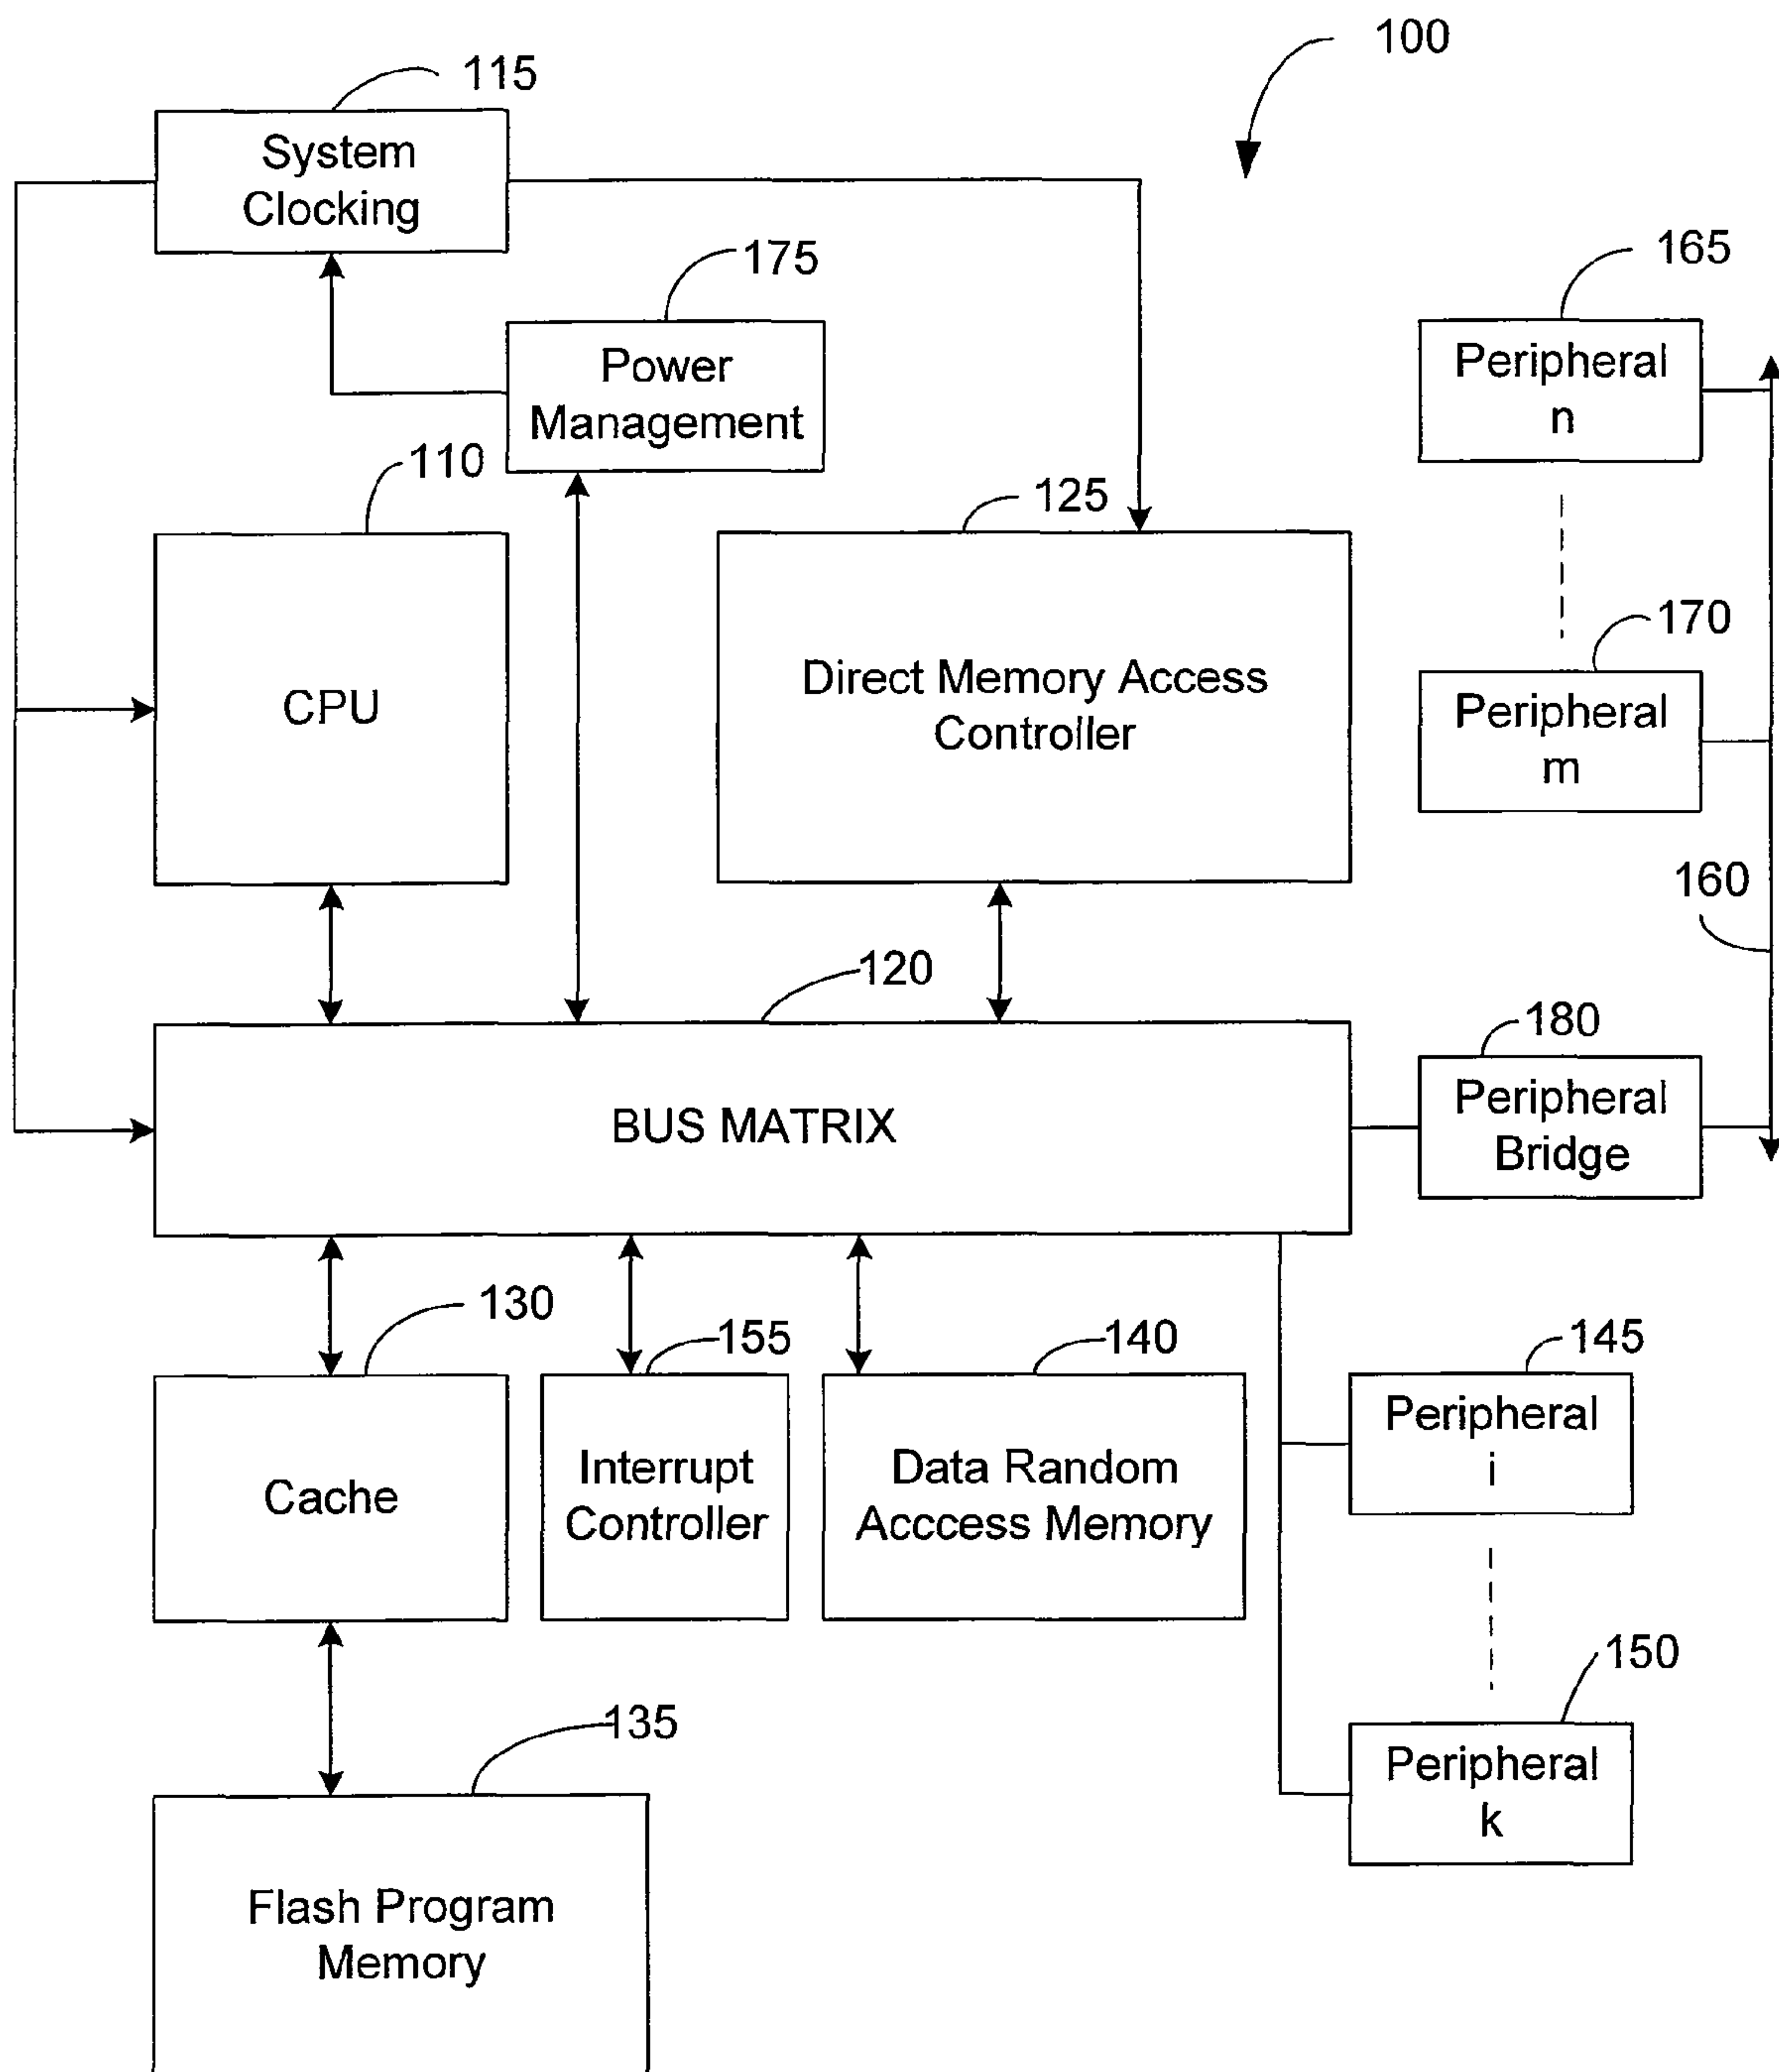 100
115
System
Clocking
175
165
Power
Management
Peripheral
n
110
125
170
CPU
Direct Memory Access
Controller
Peripheral
m
160
120
180
BUS MATRIX
Peripheral
Bridge
130
155
140
145
Cache
Interrupt
Controller
Data Random
Acccess Memory
Peripheral
i
150
135
Peripheral
k
Flash Program
Memory